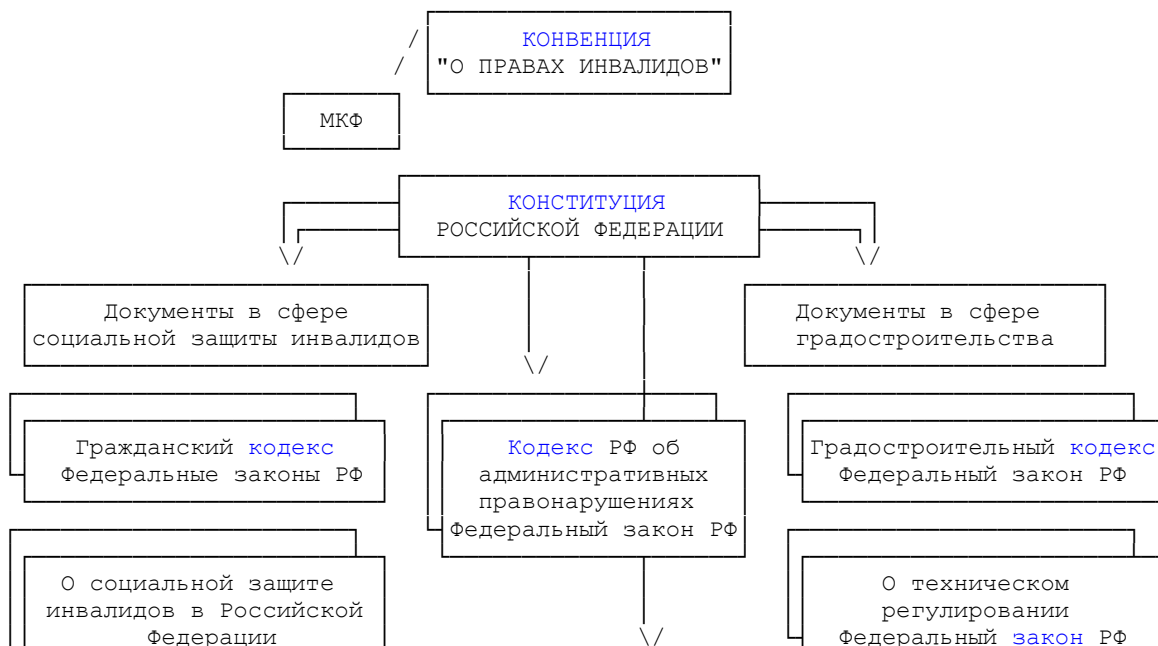 КОНВЕНЦИЯ
"О ПРАВАХ ИНВАЛИДОВ"
МКФ
КОНСТИТУЦИЯ
РОССИЙСКОЙ ФЕДЕРАЦИИ
Документы в сфере
социальной защиты инвалидов
Документы в сфере
градостроительства
Гражданский кодекс
Федеральные законы РФ
Кодекс РФ об
административных
правонарушениях
Федеральный закон РФ
Градостроительный кодекс
Федеральный закон РФ
О социальной защите
инвалидов в Российской
Федерации
О техническом
регулировании
Федеральный закон РФ